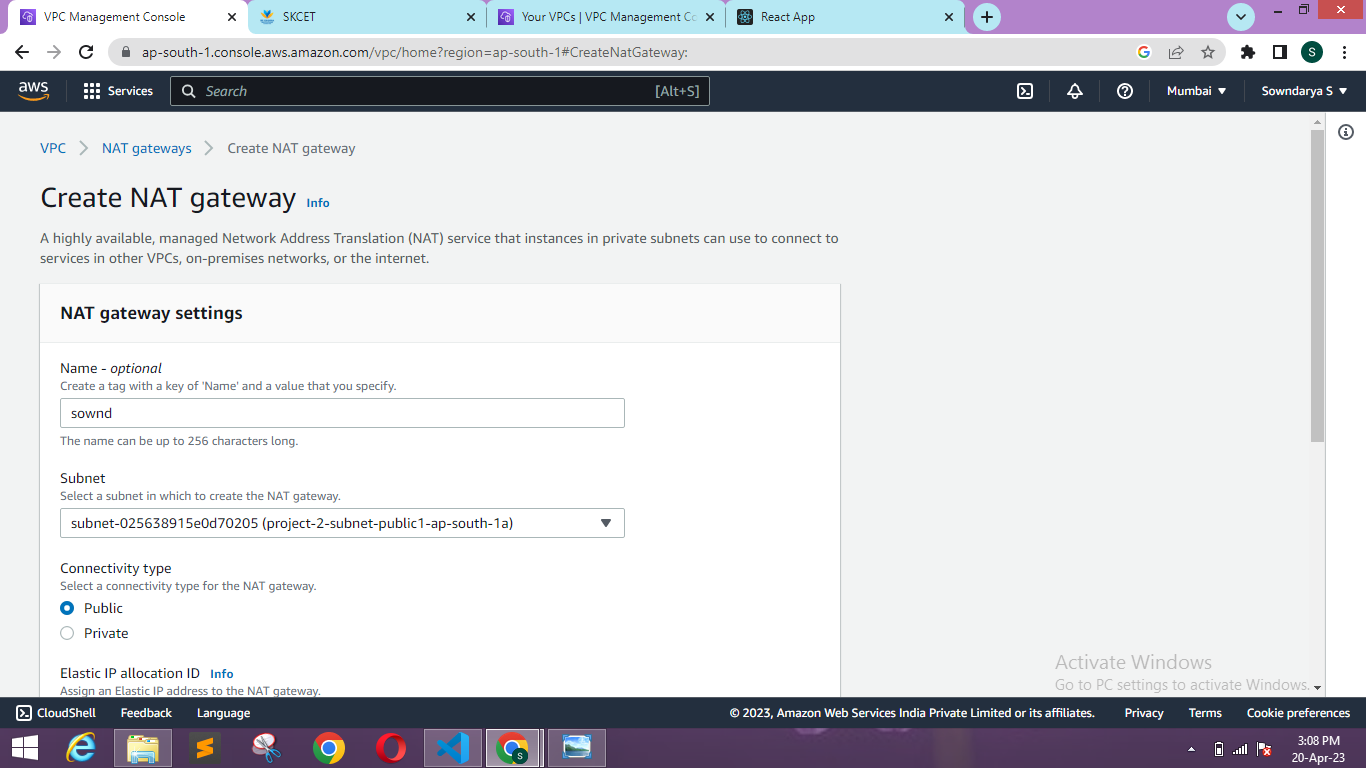 VPC Management Console
SKCET
Your VPCs | VPC Management Co
React App
ap-south-1.console.aws.amazon.com/vpc/home?region=ap-south-1#CreateNatGateway:
S
aws
Services
Search
[Alt+S]
Mumbai
Sowndarya S
VPC
NAT gateways
Create NAT gateway
Create NAT gateway Info
A highly available, managed Network Address Translation (NAT) service that instances in private subnets can use to connect to
services in other VPCs, on-premises networks, or the internet.
NAT gateway settings
Name - optional
Create a tag with a key of 'Name' and a value that you specify.
sownd
The name can be up to 256 characters long.
Subnet
Select a subnet in which to create the NAT gateway.
subnet-025638915e0d70205 (project-2-subnet-public1-ap-south-1a)
Connectivity type
Select a connectivity type for the NAT gateway.
Public
Private
Elastic IP allocation ID Info
Assign an Elastic IP address to the NAT gateway.
Activate Windows
Go to PC settings to activate Windows.
CloudShell
Feedback
Language
© 2023, Amazon Web Services India Private Limited or its affiliates.
Privacy
Terms
Cookie preferences
S
3:08 PM
20-Apr-23